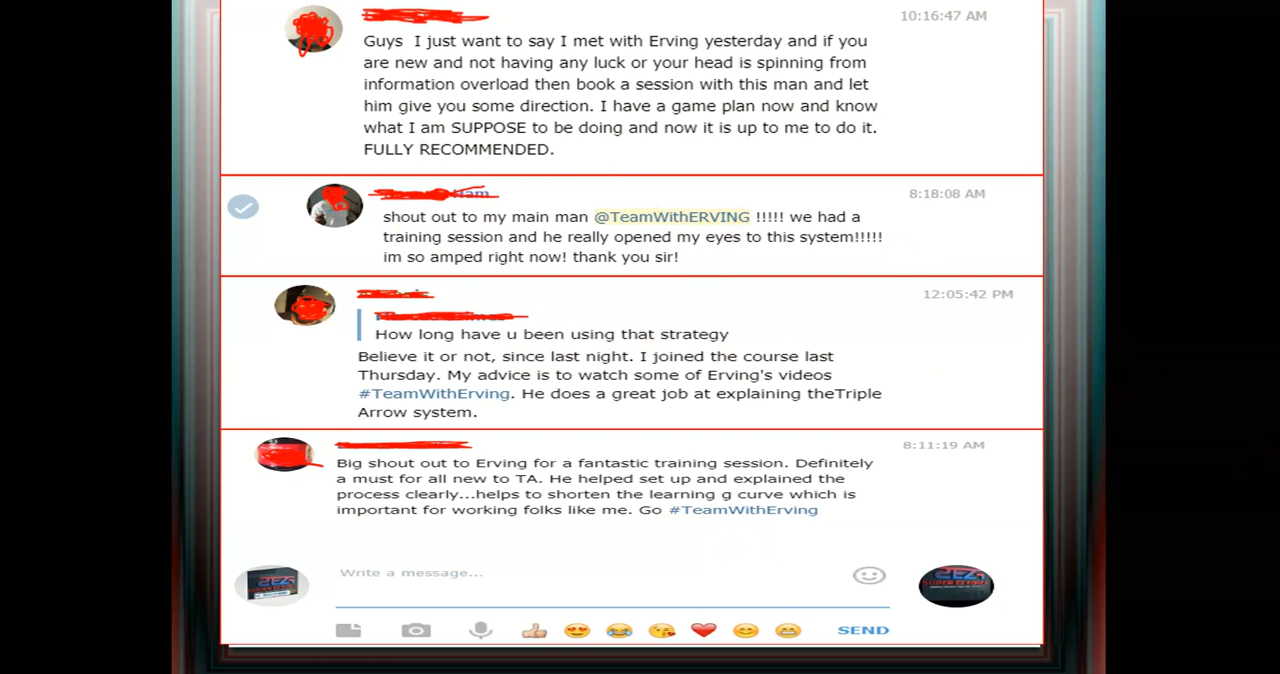 10:16:47 AM
Guys I just want to say I met with Erving yesterday and if you
are new and not having any luck or your head is spinning from
information overload then book a session with this man and let
him give you some direction. I have a game plan now and know
what I am SUPPOSE to be doing and now it is up to me to do it.
FULLY RECOMMENDED.
8:18:08 AM
shout out to my main man @TeamWithERVING !!!!! we had a
training session and he really opened my eyes to this system!!!!!
im so amped right now! thank you sir!
12:05:42 PM
How long have u been using that strategy
Believe it or not, since last night. I joined the course last
Thursday. My advice is to watch some of Erving's videos
#TeamWithErving. He does a great job at explaining theTriple
Arrow system.
8:11:19 AM
Big shout out to Erving for a fantastic training session. Definitely
a must for all new to TA. He helped set up and explained the
process clearly...helps to shorten the learning g curve which is
important for working folks like me. Go #TeamWithErving
Write a message...
SEND